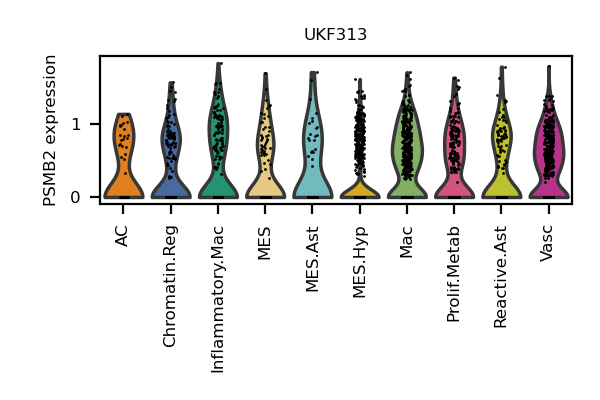 UKF313
PSMB2 expression
1
0
AC
Chromatin.Reg
Inflammatory.Mac
MES
MES.Ast
MES.Hyp
Mac
Prolif.Metab
Reactive.Ast
Vasc